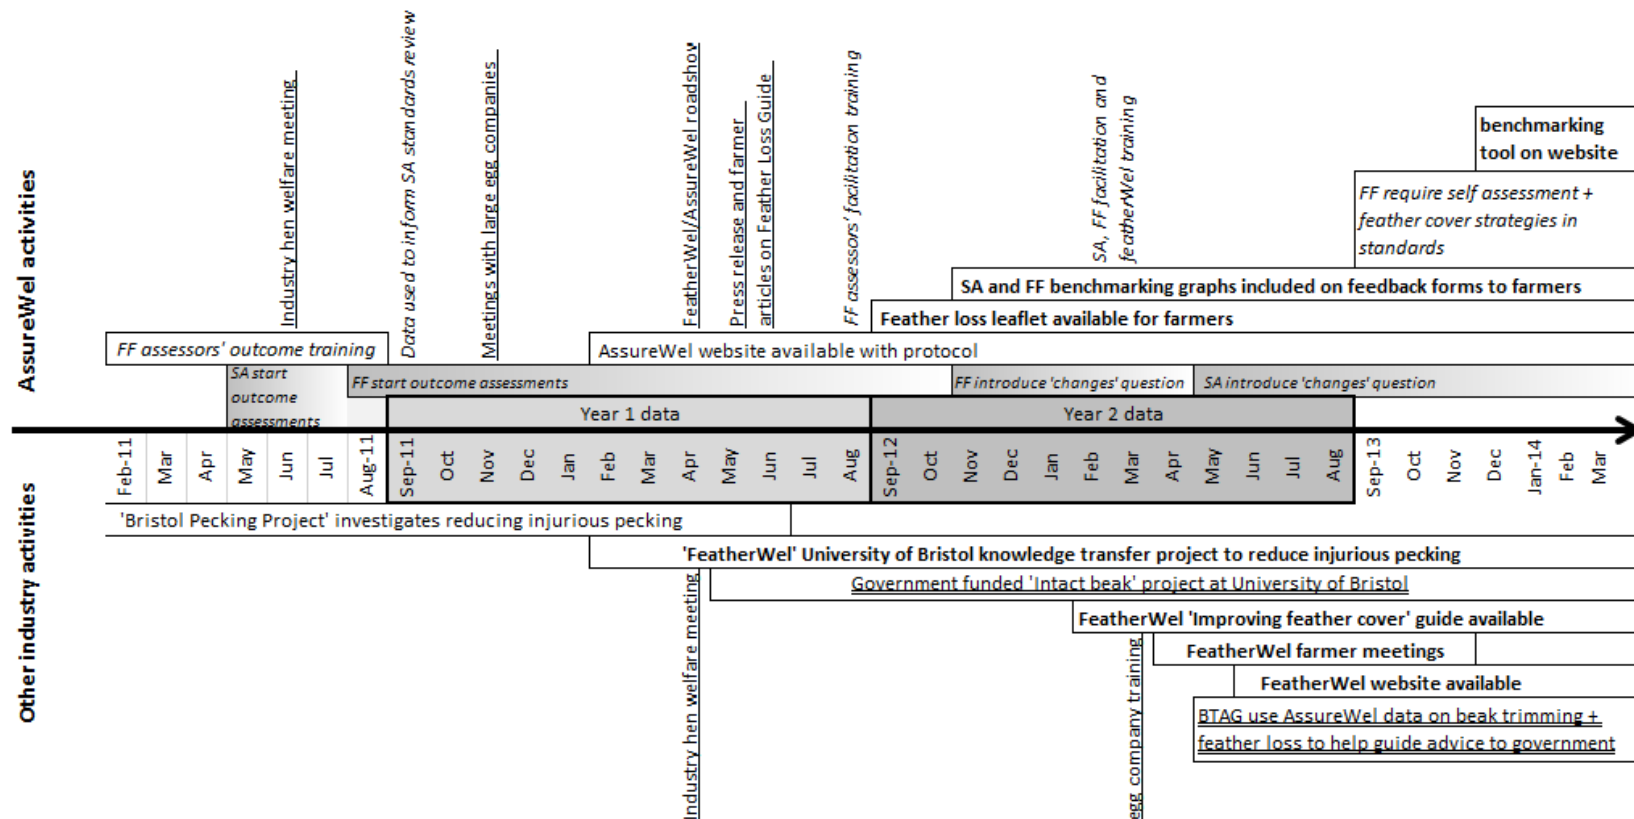 AssureWel activities
Industry hen welfare meeting
Data used to inform SA standards review
Meetings with large egg companies
FeatherWel/AssureWel roadshow
Press release and farmer
articles on Feather Loss Guide
FF assessors' facilitation training
SA, FF facilitation and
featherWel training
benchmarking
tool on website
FF require self assessment +
feather cover strategies in
standards
SA and FF benchmarking graphs included on feedback forms to farmers
Feather loss leaflet available for farmers
FF assessors' outcome training
AssureWel website available with protocol
SA start
outcome
assessments
FF start outcome assessments
FF introduce 'changes' question
SA introduce 'changes' question
Year 1 data
Year 2 data
Feb-11
Mar
Apr
May
Jun
Jul
Aug-11
Sep-11
Oct
Nov
Dec
Jan
Feb
Mar
Apr
May
Jun
Jul
Aug
Sep-12
Oct
Nov
Dec
Jan
Feb
Mar
Apr
May
Jun
Jul
Aug
Sep-13
Oct
Nov
Dec
Jan-14
Feb
Mar
Other industry activities
'Bristol Pecking Project' investigates reducing injurious pecking
'FeatherWel' University of Bristol knowledge transfer project to reduce injurious pecking
Industry hen welfare meeting
Government funded 'Intact beak' project at University of Bristol
FeatherWel 'Improving feather cover' guide available
egg company training
FeatherWel farmer meetings
FeatherWel website available
BTAG use AssureWel data on beak trimming +
feather loss to help guide advice to government